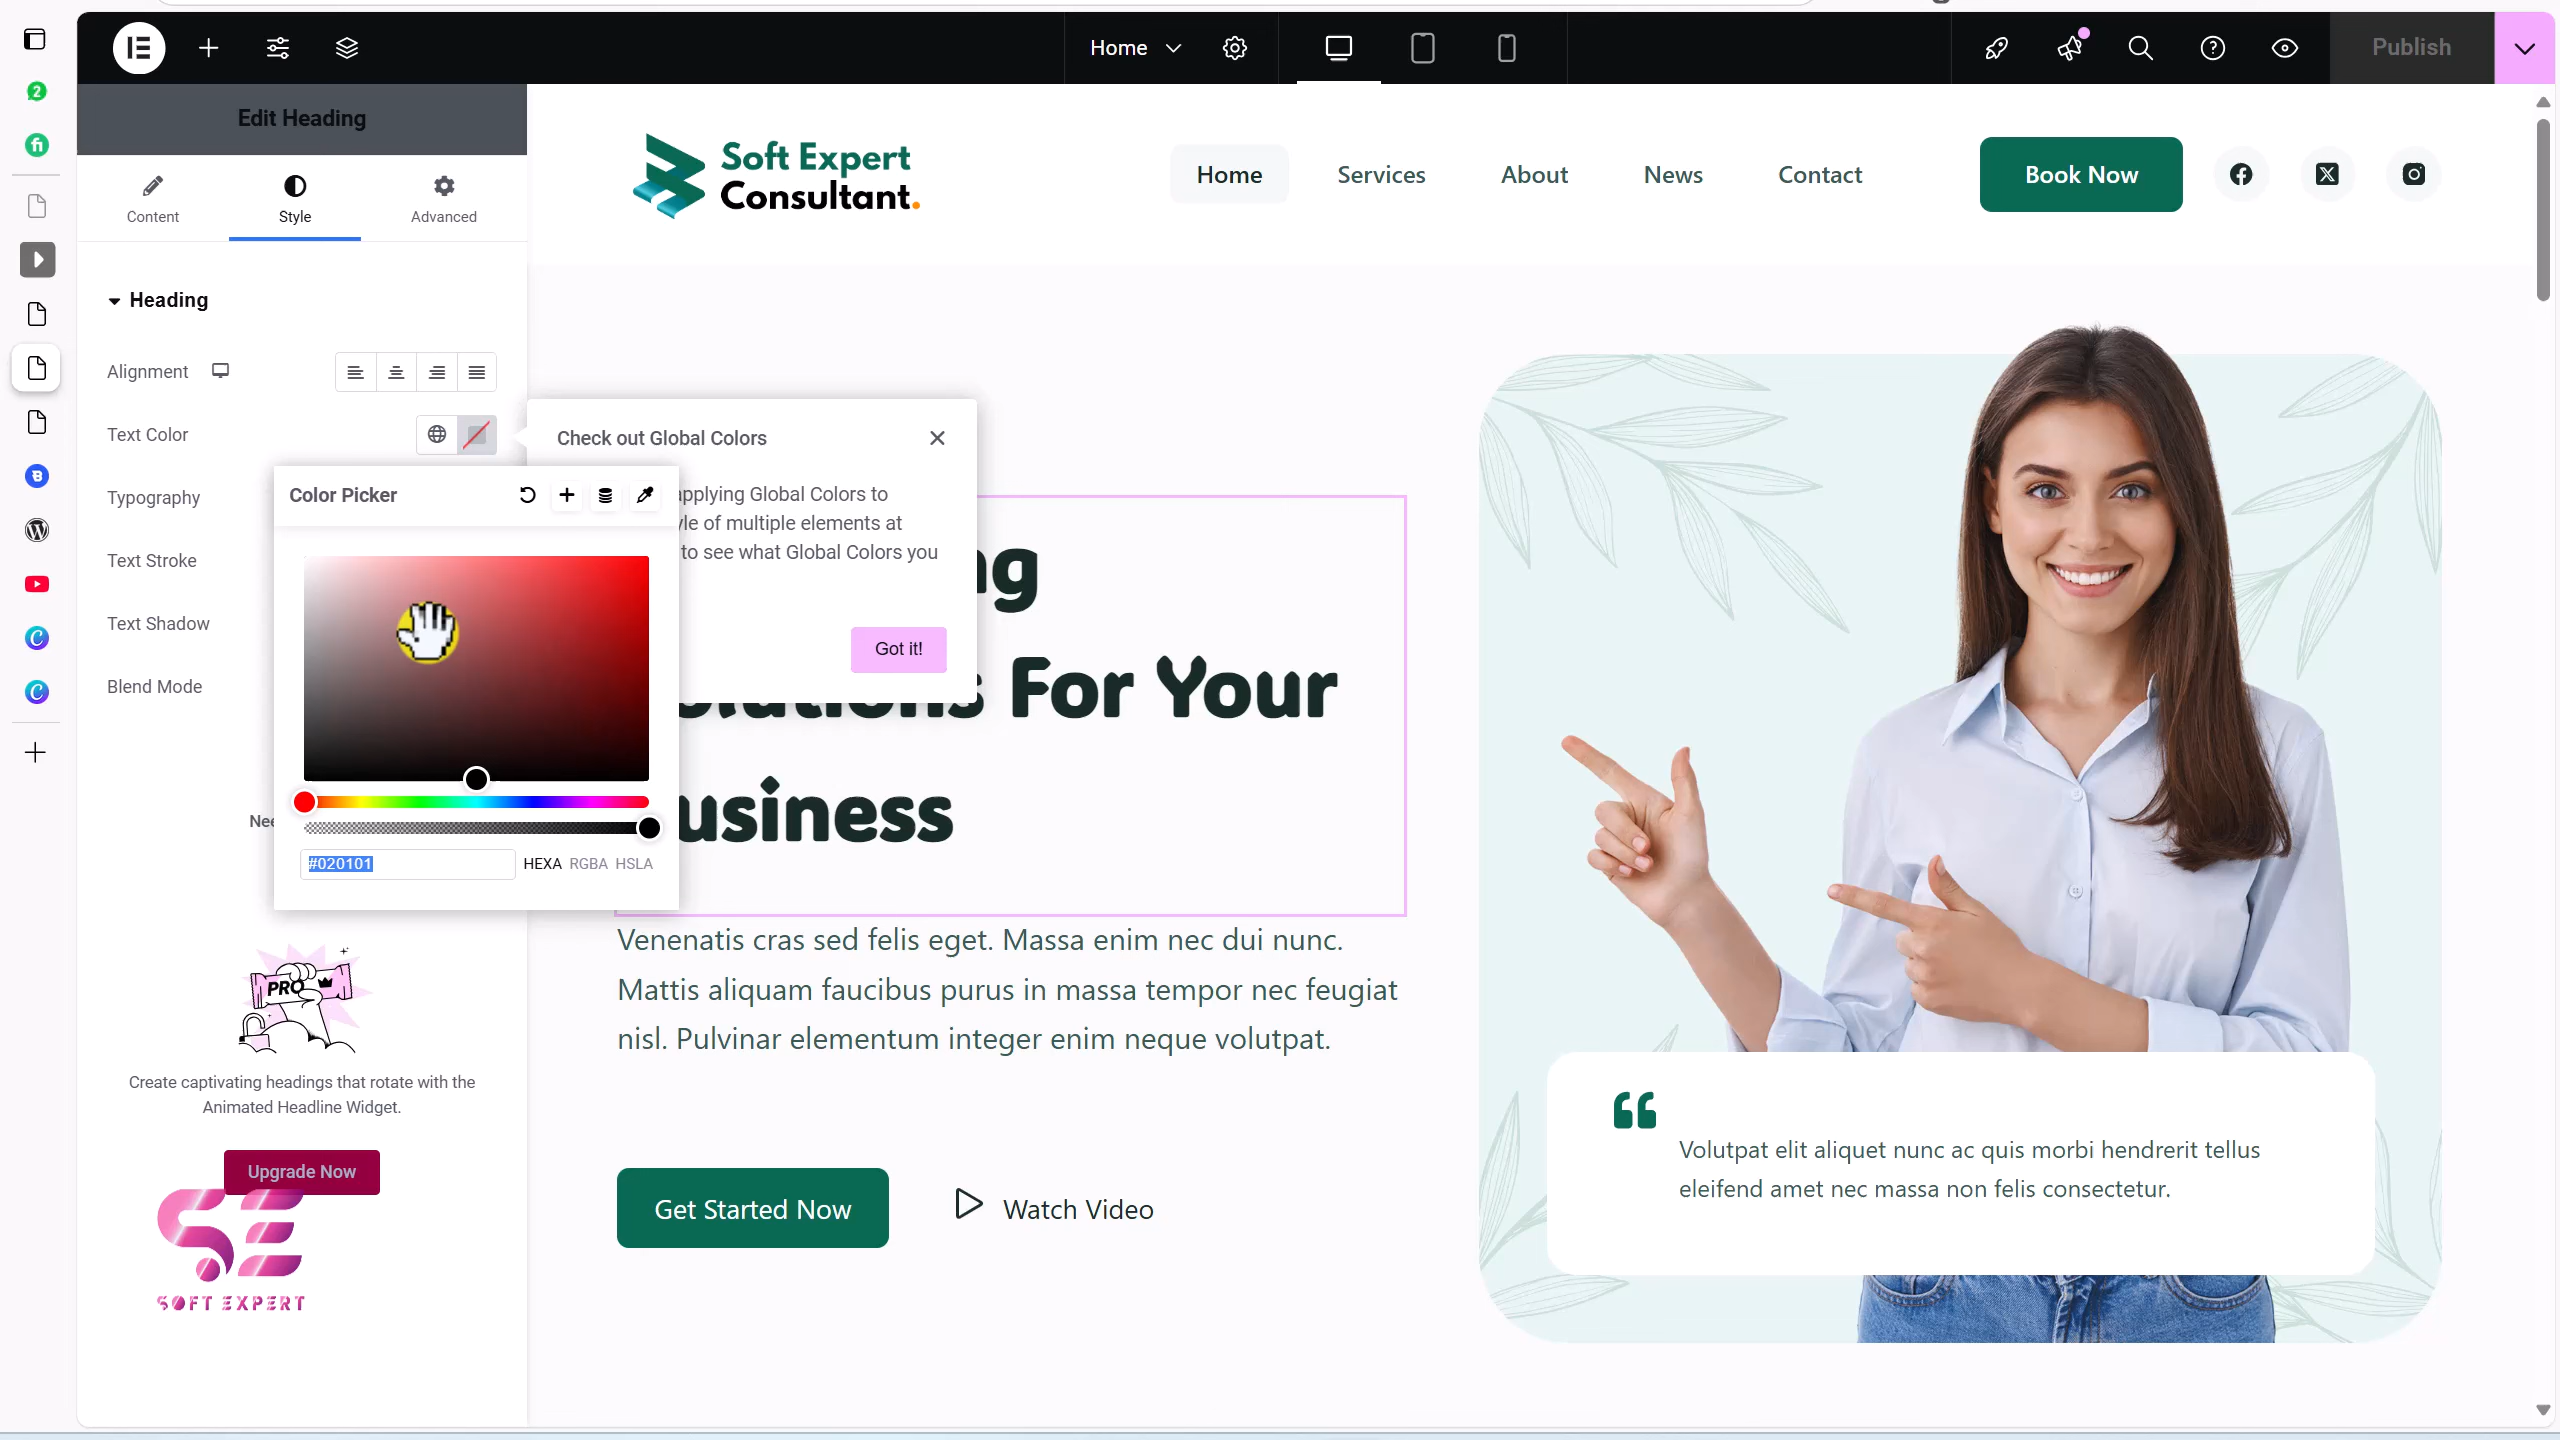 Home
Publish
Edit Heading
Content
Style
Advanced
Heading
Alignment
Text Color
Typography
Text Stroke
Text Shadow
Blend Mode
Nee
Color Picker
#020101
HEXA RGBA HSLA
Check out Global Colors
applying Global Colors to
yle of multiple elements at
to see what Global Colors you
Got it!
PRO
Create captivating headings that rotate with the
Animated Headline Widget.
Upgrade Now
SE
SOFT EXPERT
Soft Expert
Consultant.
Home
Services
About
News
Contact
Book Now
For Your
usiness
Venenatis cras sed felis eget. Massa enim nec dui nunc.
Mattis aliquam faucibus purus in massa tempor nec feugiat
nisl. Pulvinar elementum integer enim neque volutpat.
Get Started Now
Watch Video
Volutpat elit aliquet nunc ac quis morbi hendrerit tellus
eleifend amet nec massa non felis consectetur.